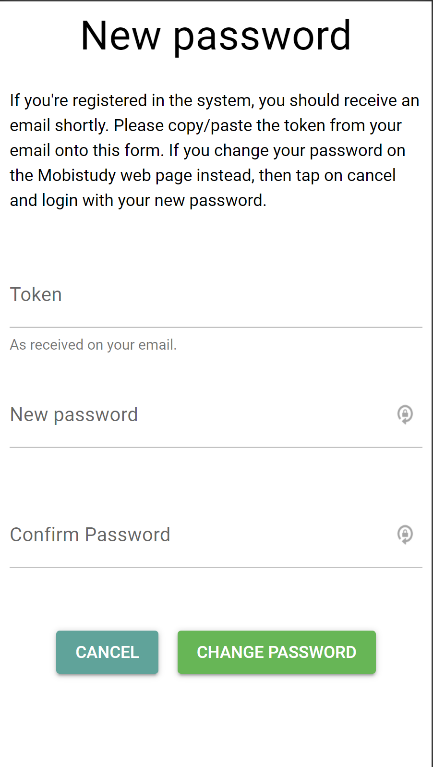 New password
If you're registered in the system, you should receive an
email shortly. Please copy/paste the token from your
email onto this form. If you change your password on
the Mobistudy web page instead, then tap on cancel
and login with your new password.
Token
As received on your email.
New password
Confirm Password
CANCEL CHANGE PASSWORD